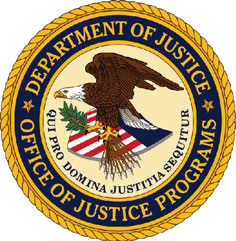 DEPARTMENT OF JUSTICE
QUI PRO DOMINA JUSTITIA SEQUITUR
OFFICE OF JUSTICE PROGRAMS